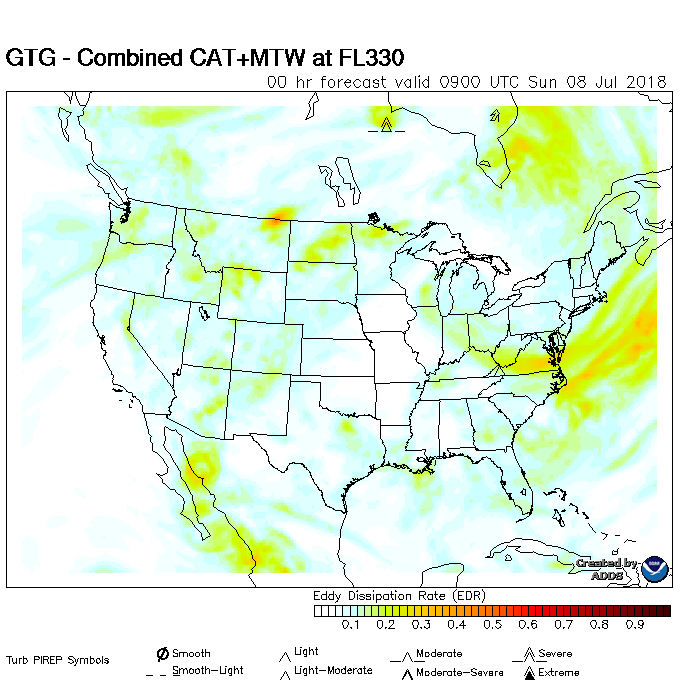 GTG - Combined CAT+MTW at FL330
00 hr forecast valid 0900 UTC Sun 08 Jul 2018
Created by
ADDS
Eddy Dissipation Rate (EDR)
0.1 0.2 0.3 0.4 0.5 0.6 0.7 0.8 0.9
Turb PIREP Symbols
Smooth Light Moderate Severe
Smooth-Light Light-Moderate Moderate-Severe Extreme